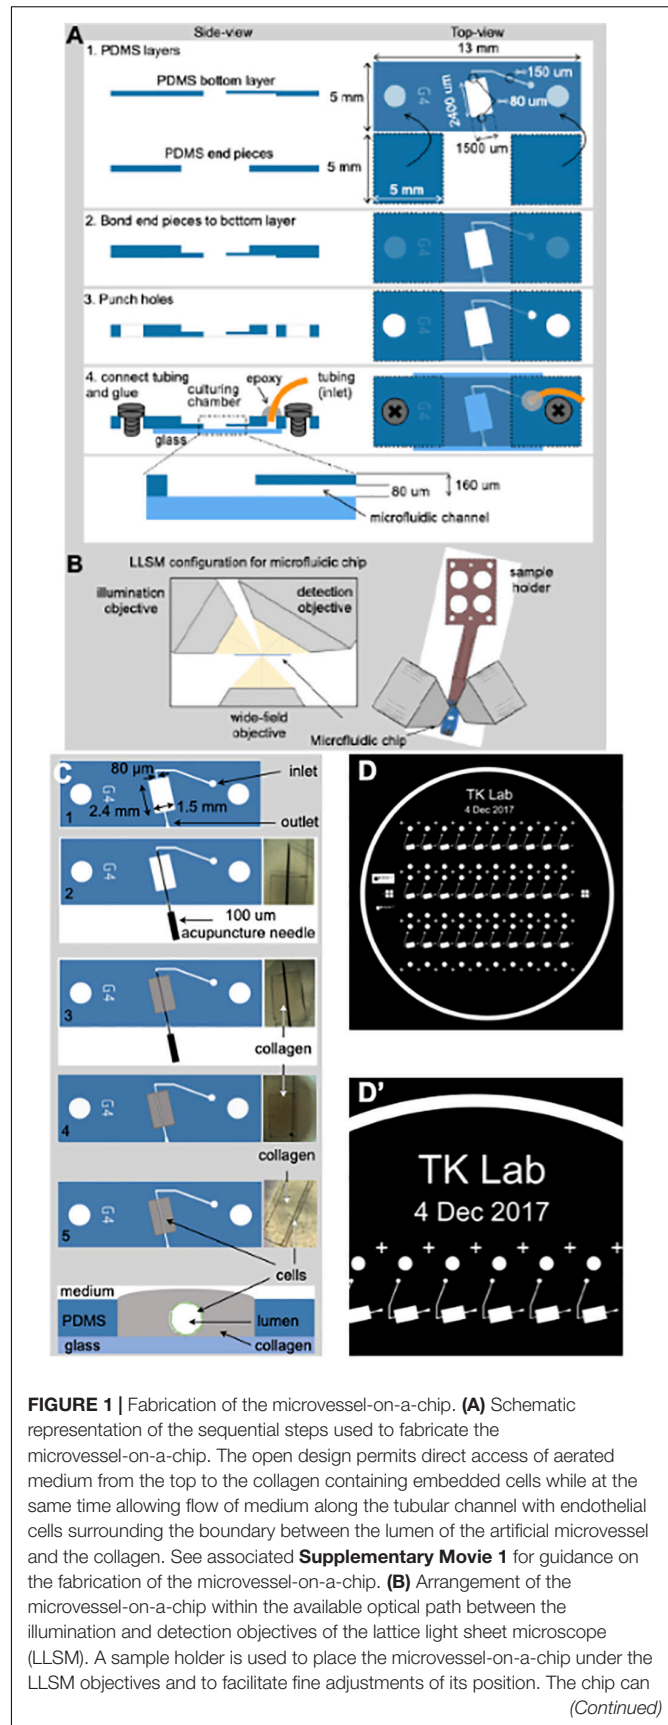 A
Side-view
Top-view
1. PDMS layers
13 mm
PDMS bottom layer
150 um
5 mm
G4
2400 um
80 um
1500 um
PDMS end pieces
5 mm
5 mm
2. Bond end pieces to bottom layer
G4
3. Punch holes
G4
4. connect tubing
and glue
culturing
chamber
epoxy
tubing
(inlet)
glass
G4
160 um
80 um
microfluidic channel
B
LLSM configuration for microfluidic chip
illumination
objective
detection
objective
sample
holder
wide-field
objective
Microfluidic chip
C
80 µm
inlet
G4
2.4 mm
1.5 mm
1
outlet
G4
2
100 um
acupuncture needle
G4
3
collagen
G4
4
collagen
G4
5
cells
medium
PDMS
lumen
glass
collagen
D
TK Lab
4 Dec 2017
D'
TK Lab
4 Dec 2017
FIGURE 1 | Fabrication of the microvessel-on-a-chip. (A) Schematic
representation of the sequential steps used to fabricate the
microvessel-on-a-chip. The open design permits direct access of aerated
medium from the top to the collagen containing embedded cells while at the
same time allowing flow of medium along the tubular channel with endothelial
cells surrounding the boundary between the lumen of the artificial microvessel
and the collagen. See associated Supplementary Movie 1 for guidance on
the fabrication of the microvessel-on-a-chip. (B) Arrangement of the
microvessel-on-a-chip within the available optical path between the
illumination and detection objectives of the lattice light sheet microscope
(LLSM). A sample holder is used to place the microvessel-on-a-chip under the
LLSM objectives and to facilitate fine adjustments of its position. The chip can
(Continued)